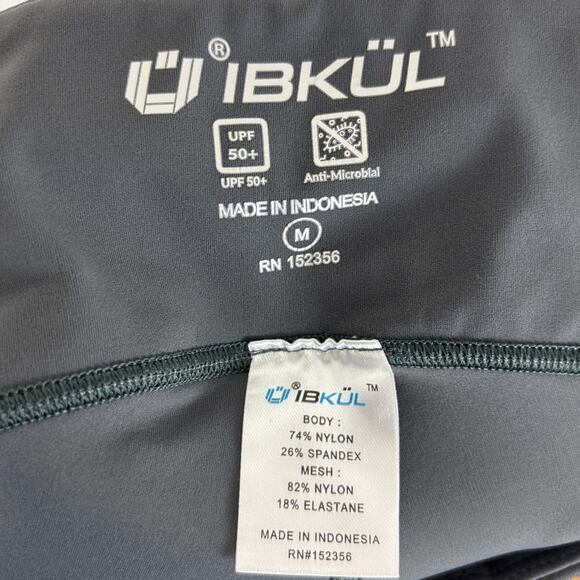 ® IBKÜL™
UPF
50+
UPF 50+
Anti-Microbial
MADE IN INDONESIA
M
RN 152356
® IBKÜL™
BODY :
74% NYLON
26% SPANDEX
MESH :
82% NYLON
18% ELASTANE
MADE IN INDONESIA
RN#152356